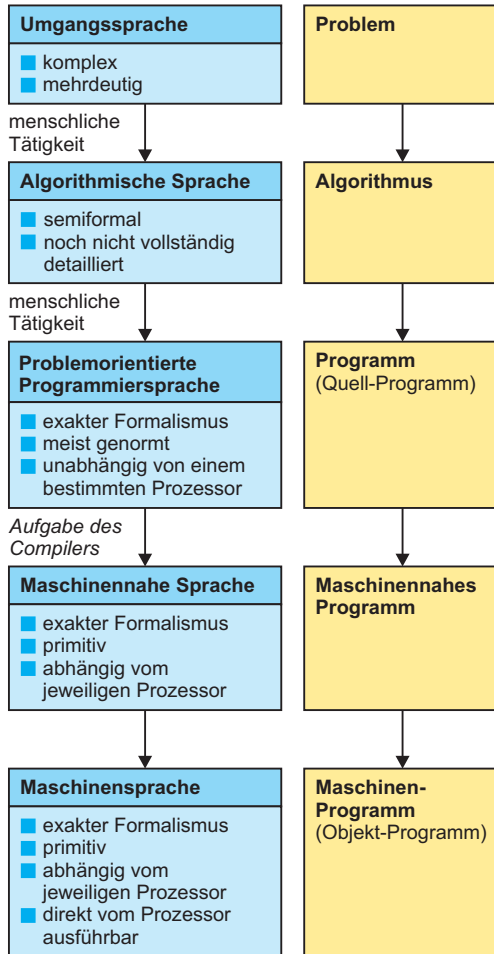 Umgangssprache
komplex
mehrdeutig
Problem
menschliche
Tätigkeit
Algorithmische Sprache
semiformal
noch nicht vollständig
detailliert
Algorithmus
menschliche
Tätigkeit
Problemorientierte
Programmiersprache
exakter Formalismus
meist genormt
unabhängig von einem
bestimmten Prozessor
Programm
(Quell-Programm)
Aufgabe des
Compilers
Maschinennahe Sprache
exakter Formalismus
primitiv
abhängig vom
jeweiligen Prozessor
Maschinennahes
Programm
Maschinensprache
exakter Formalismus
primitiv
abhängig vom
jeweiligen Prozessor
direkt vom Prozessor
ausführbar
Maschinen-
Programm
(Objekt-Programm)